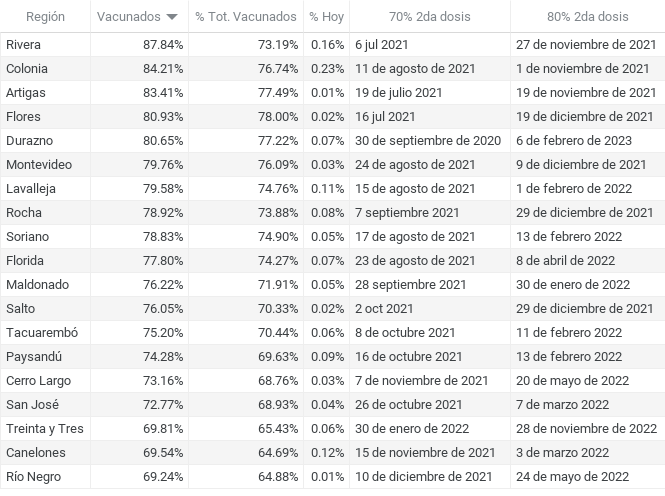 Región Vacunados % Tot. Vacunados % Hoy 70% 2da dosis 80% 2da dosis
Rivera 87.84% 73.19% 0.16% 6 jul 2021 27 de noviembre de 2021
Colonia 84.21% 76.74% 0.23% 11 de agosto de 2021 1 de noviembre de 2021
Artigas 83.41% 77.49% 0.01% 19 de julio de 2021 19 de noviembre de 2021
Flores 80.93% 78.00% 0.02% 16 jul 2021 19 de diciembre de 2021
Durazno 80.65% 77.22% 0.07% 30 de septiembre de 2020 6 de febrero de 2023
Montevideo 79.76% 76.09% 0.03% 24 de agosto de 2021 9 de diciembre de 2021
Lavalleja 79.58% 74.76% 0.11% 15 de agosto de 2021 1 de febrero de 2022
Rocha 78.92% 73.88% 0.08% 7 septiembre 2021 29 de diciembre de 2021
Soriano 78.83% 74.90% 0.05% 17 de agosto de 2021 13 de febrero 2022
Florida 77.80% 74.27% 0.07% 23 de agosto de 2021 8 de abril de 2022
Maldonado 76.22% 71.91% 0.05% 28 septiembre 2021 30 de enero de 2022
Salto 76.05% 70.33% 0.02% 2 oct 2021 29 de diciembre de 2021
Tacuarembó 75.20% 70.44% 0.06% 8 de octubre 2021 11 de febrero 2022
Paysandú 74.28% 69.63% 0.09% 16 de octubre 2021 13 de febrero 2022
Cerro Largo 73.16% 68.76% 0.03% 7 de noviembre de 2021 20 de mayo de 2022
San José 72.77% 68.93% 0.04% 26 de octubre 2021 7 de marzo 2022
Treinta y Tres 69.81% 65.43% 0.06% 30 de enero de 2022 28 de noviembre de 2022
Canelones 69.54% 64.69% 0.12% 15 de noviembre de 2021 3 de marzo 2022
Río Negro 69.24% 64.88% 0.01% 10 de diciembre de 2021 24 de mayo de 2022